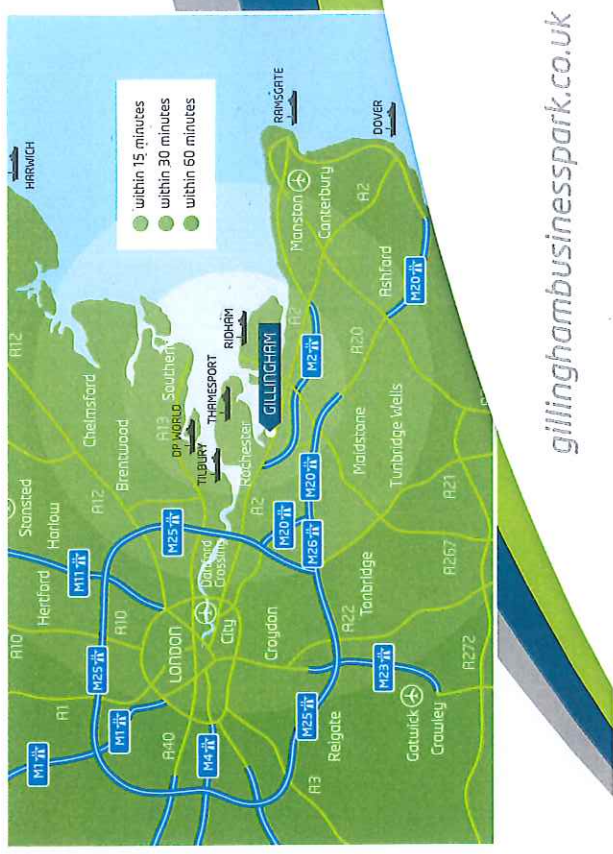 HARWICH
within 15 minutes
within 30 minutes
within 60 minutes
RAMSGATE
DOVER
A12
Chelmsford
Brentwood
A12
A13
Southend
DP WORLD
TILBURY
THAMESPORT
RIDHAM
GILLINGHAM
Rochester
A2
A2
M2
Manston
Canterbury
A2
Ashford
M20
A20
Maidstone
Tunbridge Wells
M20
M20
M26
A21
A267
Stansted
Harlow
Hertford
M11
A10
A10
M25
M25
A1
M1
M1
LONDON
City
Dartford
Crossing
Croydon
A40
M4
A22
Tonbridge
M23
A272
M25
Reigate
Gatwick
Crawley
A3
gillinghambusinesspark.co.uk